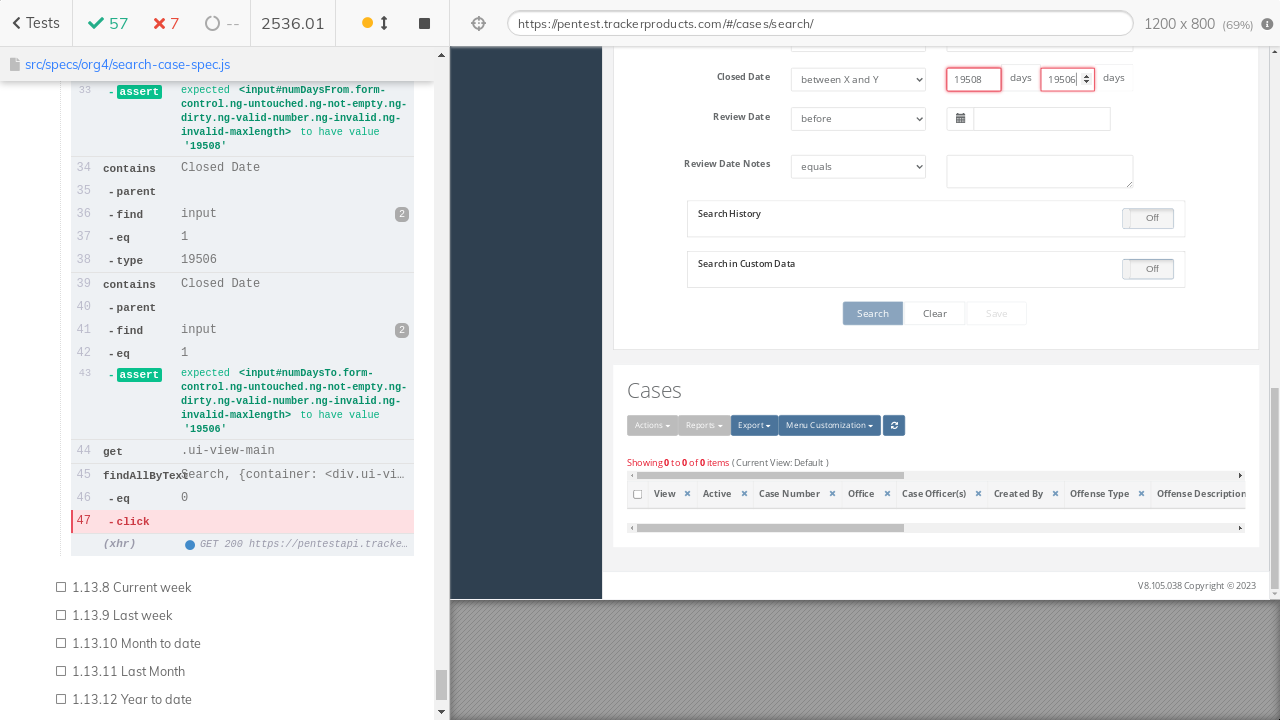 Tests
57
7
--
2536.01
https://pentest.trackerproducts.com/#/cases/search/
1200 x 800 (69%)
src/specs/org4/search-case-spec.js
33 - assert expected <input#numDaysFrom.form-
control.ng-untouched.ng-not-empty.ng-
dirty.ng-valid-number.ng-invalid.ng-
invalid-maxlength> to have value
'19508'
34 contains Closed Date
35 - parent
36 - find input 2
37 - eq 1
38 - type 19506
39 contains Closed Date
40 - parent
41 - find input 2
42 - eq 1
43 - assert expected <input#numDaysTo.form-
control.ng-untouched.ng-not-empty.ng-
dirty.ng-valid-number.ng-invalid.ng-
invalid-maxlength> to have value
'19506'
44 get .ui-view-main
45 findAllByText Search, {container: <div.ui-vi…
46 - eq 0
47 - click
(xhr) GET 200 https://pentestapi.tracke…
1.13.8 Current week
1.13.9 Last week
1.13.10 Month to date
1.13.11 Last Month
1.13.12 Year to date
Closed Date between X and Y 19508 days 19506 days
Review Date before
Review Date Notes equals
Search History Off
Search in Custom Data Off
Search Clear Save
Cases
Actions Reports Export Menu Customization
Showing 0 to 0 of 0 items ( Current View: Default )
View Active Case Number Office Case Officer(s) Created By Offense Type Offense Description
V8.105.038 Copyright © 2023